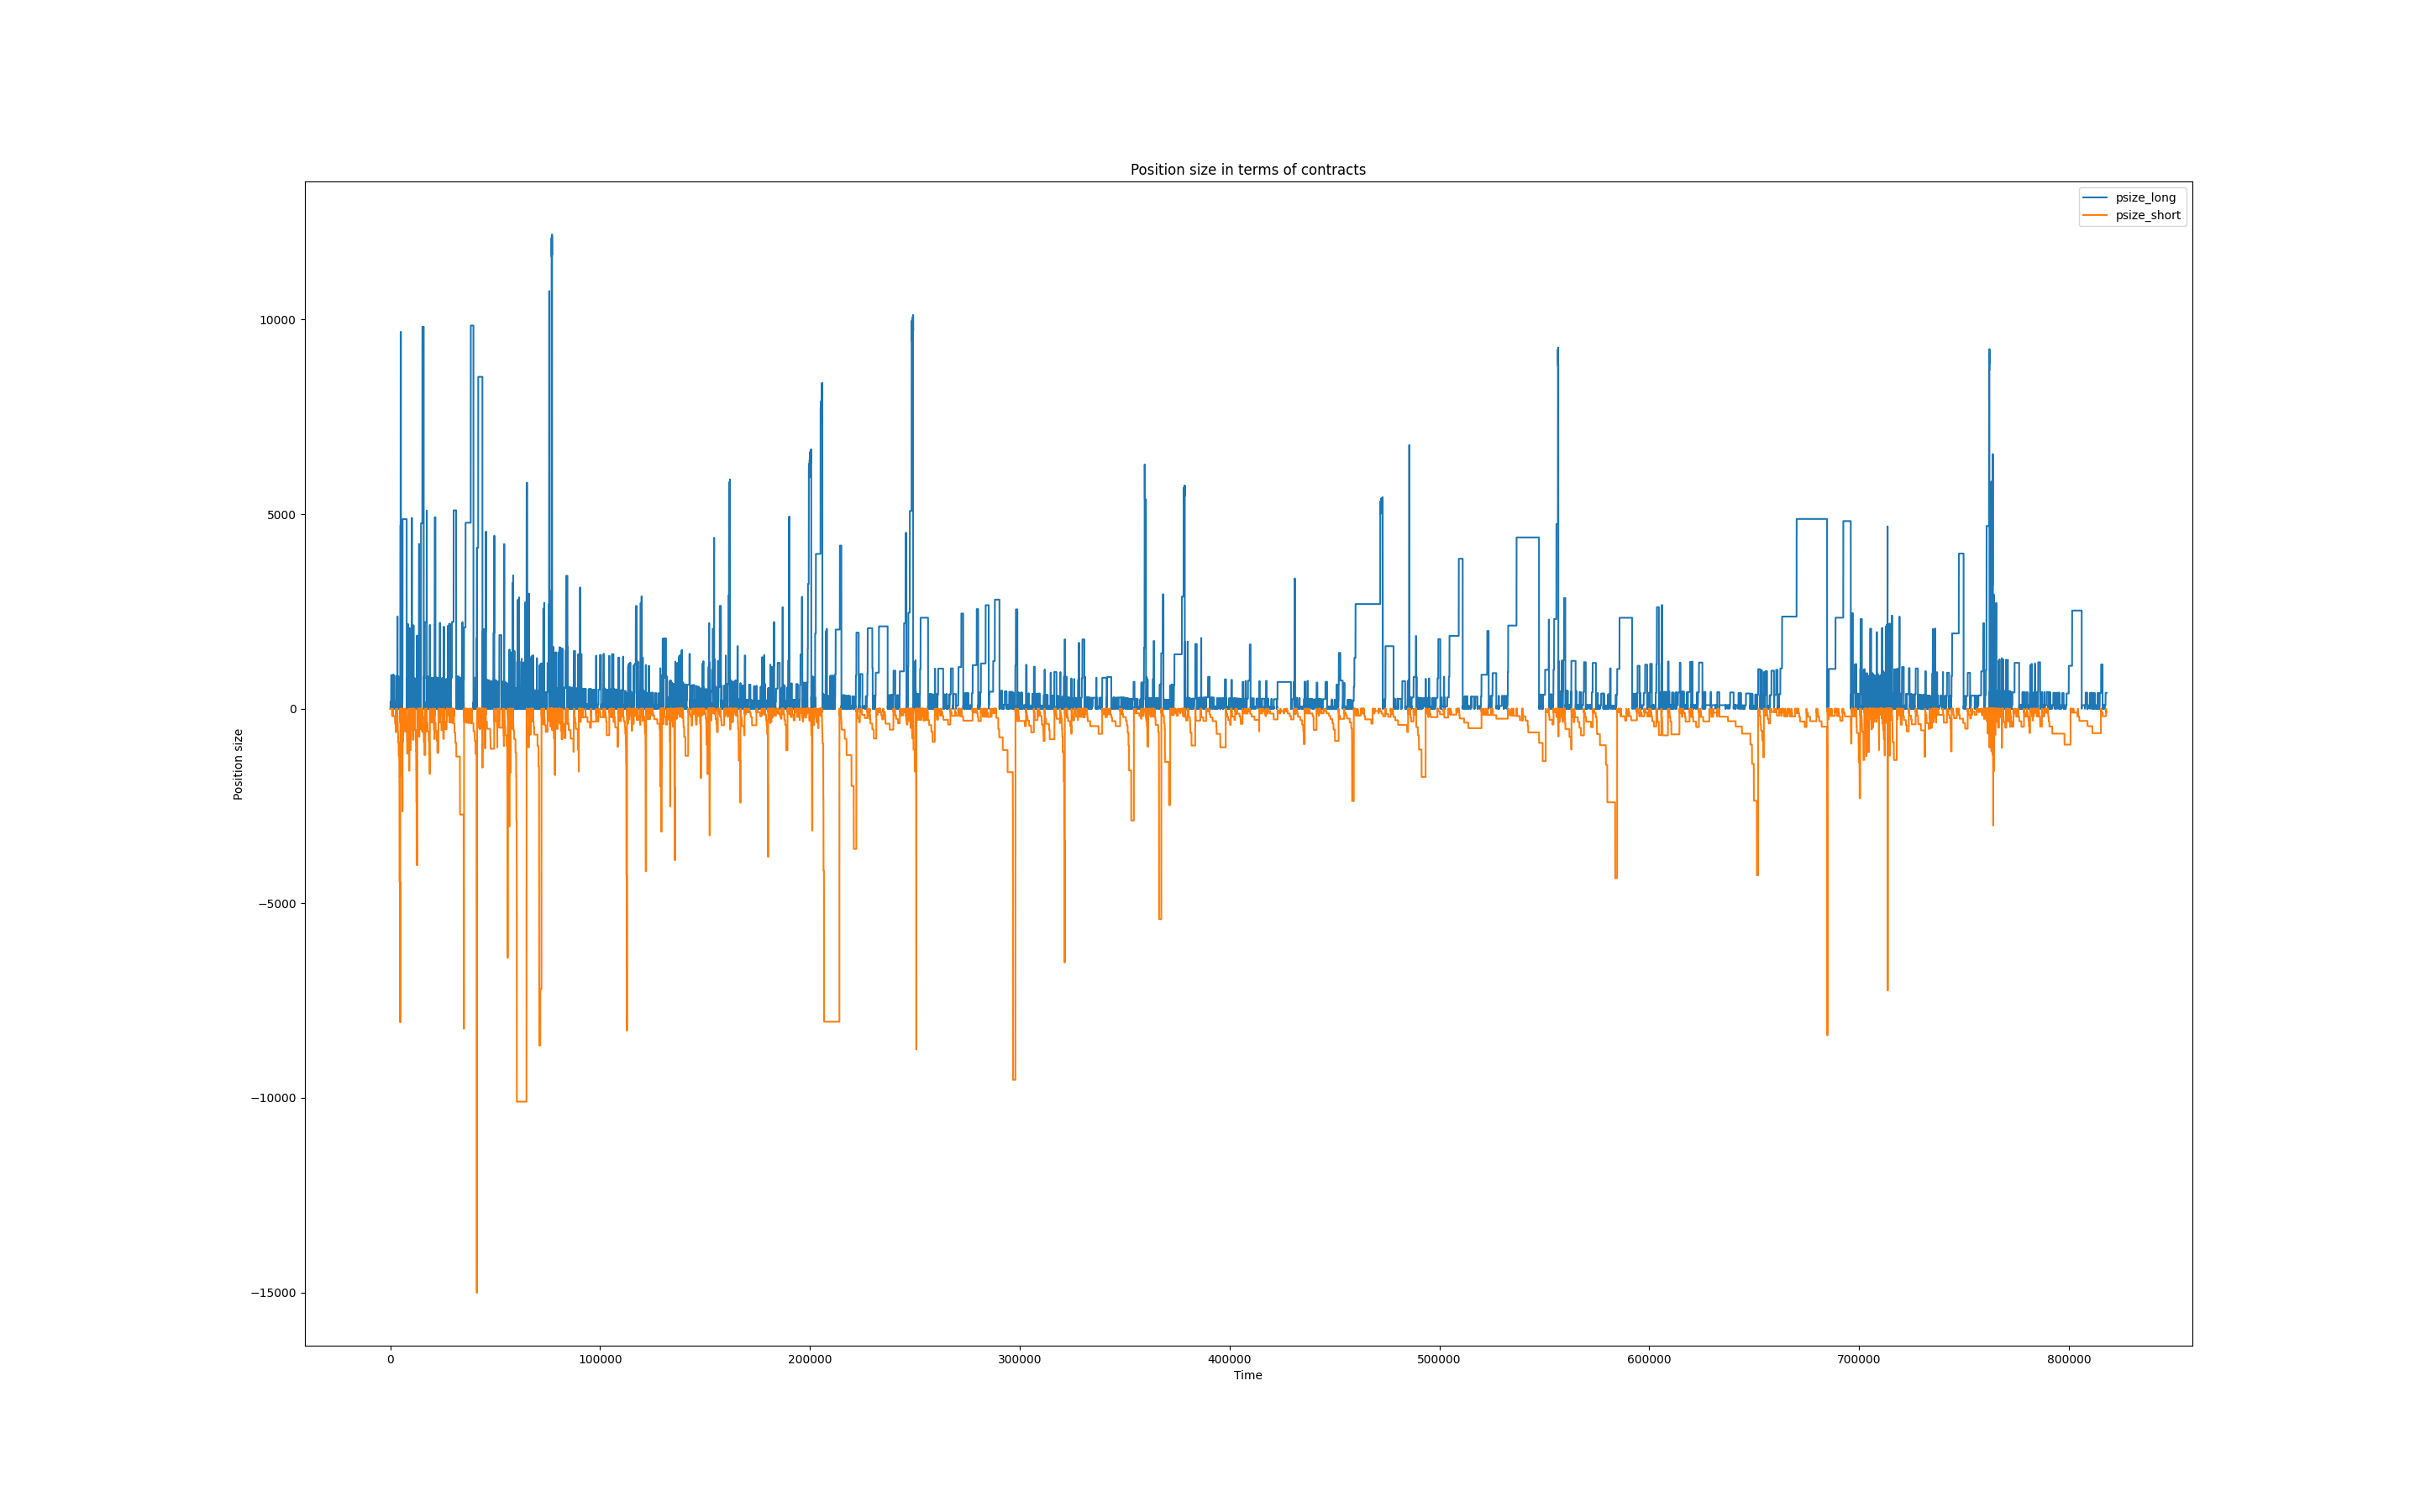 Position size in terms of contracts
psize_long
psize_short
10000
5000
0
−5000
−10000
−15000
Position size
0 100000 200000 300000 400000 500000 600000 700000 800000
Time